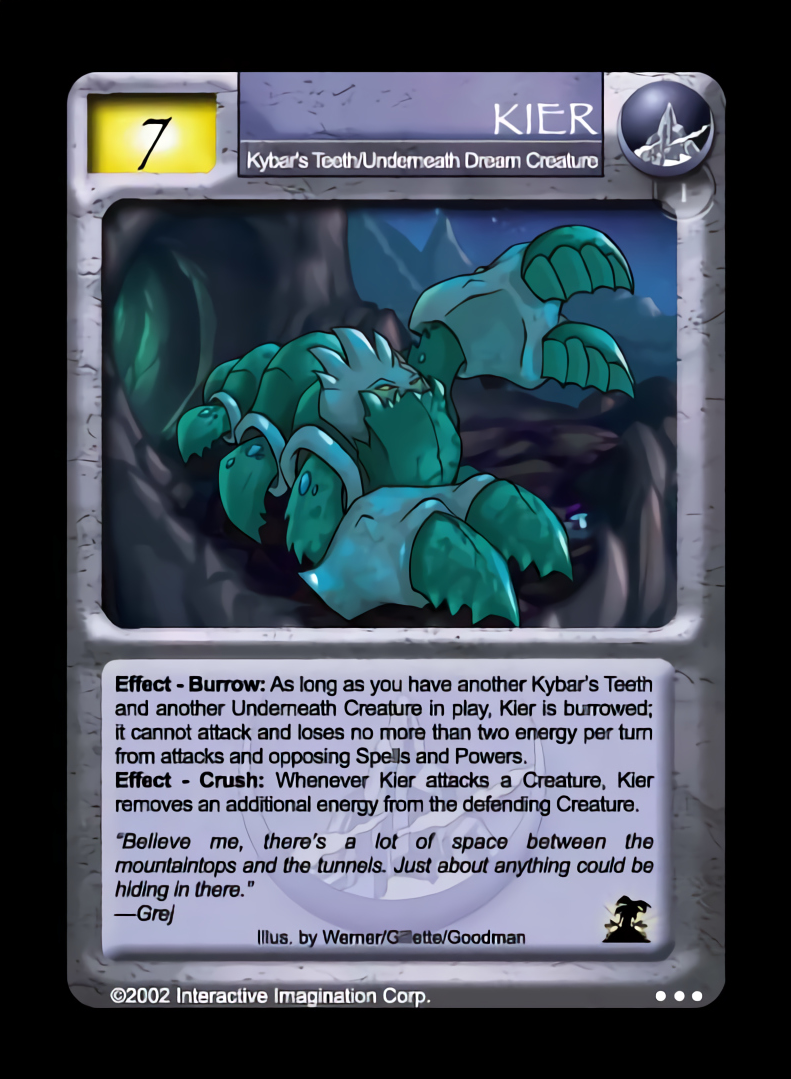 7
KIER
Kybar's Teeth/Underneath Dream Creature
1
Effect - Burrow: As long as you have another Kybar's Teeth
and another Underneath Creature in play, Kier is burrowed;
it cannot attack and loses no more than two energy per turn
from attacks and opposing Spells and Powers.
Effect - Crush: Whenever Kier attacks a Creature, Kier
removes an additional energy from the defending Creature.
"Believe me, there's a lot of space between the
mountaintops and the tunnels. Just about anything could be
hiding in there."
—Grej
Illus. by Werner/Gillette/Goodman
©2002 Interactive Imagination Corp.